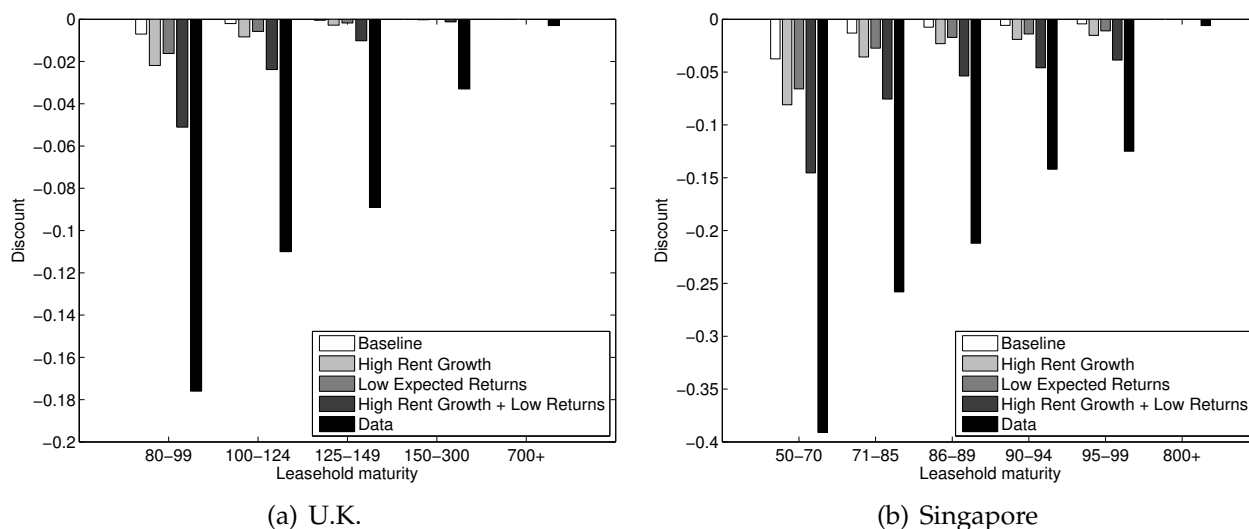 0
−0.02
−0.04
−0.06
−0.08
−0.1
−0.12
−0.14
−0.16
−0.18
−0.2
Discount
Baseline
High Rent Growth
Low Expected Returns
High Rent Growth + Low Returns
Data
80−99 100−124 125−149 150−300 700+
Leasehold maturity
(a) U.K.
0
−0.05
−0.1
−0.15
−0.2
−0.25
−0.3
−0.35
−0.4
Discount
Baseline
High Rent Growth
Low Expected Returns
High Rent Growth + Low Returns
Data
50−70 71−85 86−89 90−94 95−99 800+
Leasehold maturity
(b) Singapore